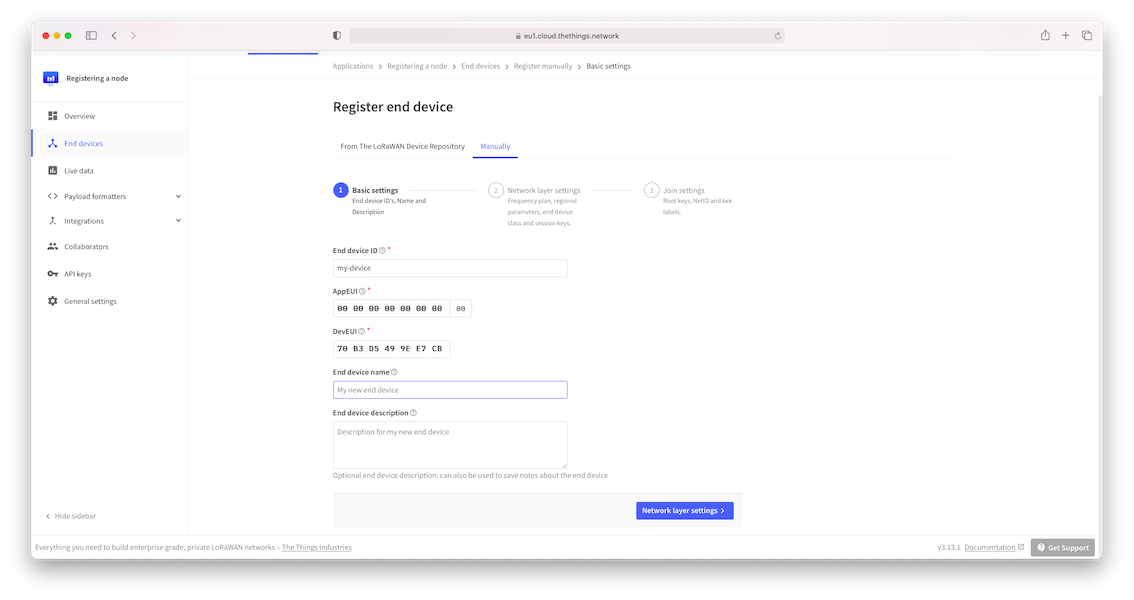 eu1.cloud.thethings.network
Registering a node
Overview
End devices
Live data
Payload formatters
Integrations
Collaborators
API keys
General settings
Hide sidebar
Applications > Registering a node > End devices > Register manually > Basic settings
Register end device
From The LoRaWAN Device Repository Manually
1 Basic settings
End device ID's, Name and
Description
2 Network layer settings
Frequency plan, regional
parameters, end device
class and session keys.
3 Join settings
Root keys, NetID and kek
labels.
End device ID *
my-device
AppEUI *
00 00 00 00 00 00 00 00
DevEUI *
70 B3 D5 49 9E E7 CB
End device name
My new end device
End device description
Description for my new end device
Optional end device description; can also be used to save notes about the end device
Network layer settings >
Everything you need to build enterprise grade, private LoRaWAN networks – The Things Industries
v3.13.1 Documentation Get Support